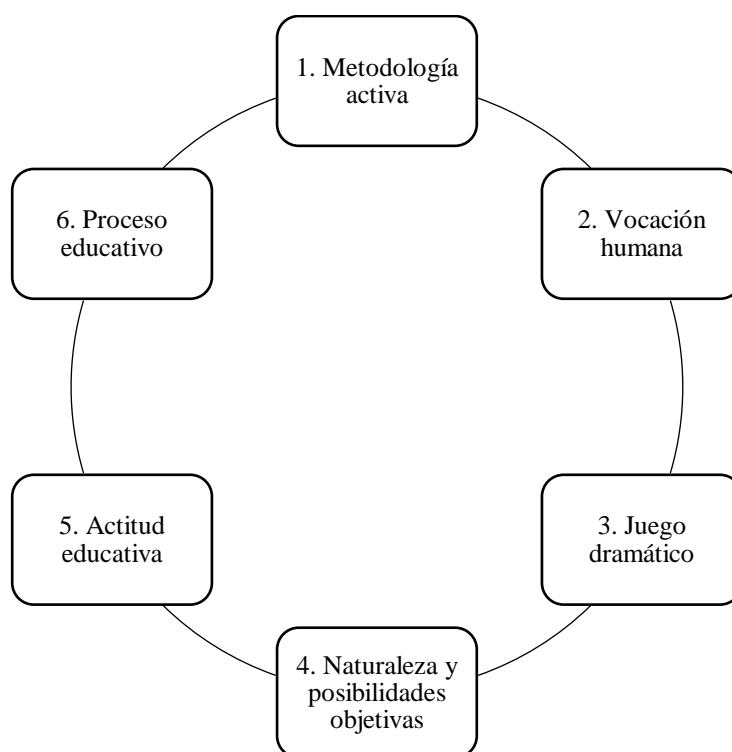 1. Metodología
activa
2. Vocación
humana
3. Juego
dramático
4. Naturaleza y
posibilidades
objetivas
5. Actitud
educativa
6. Proceso
educativo